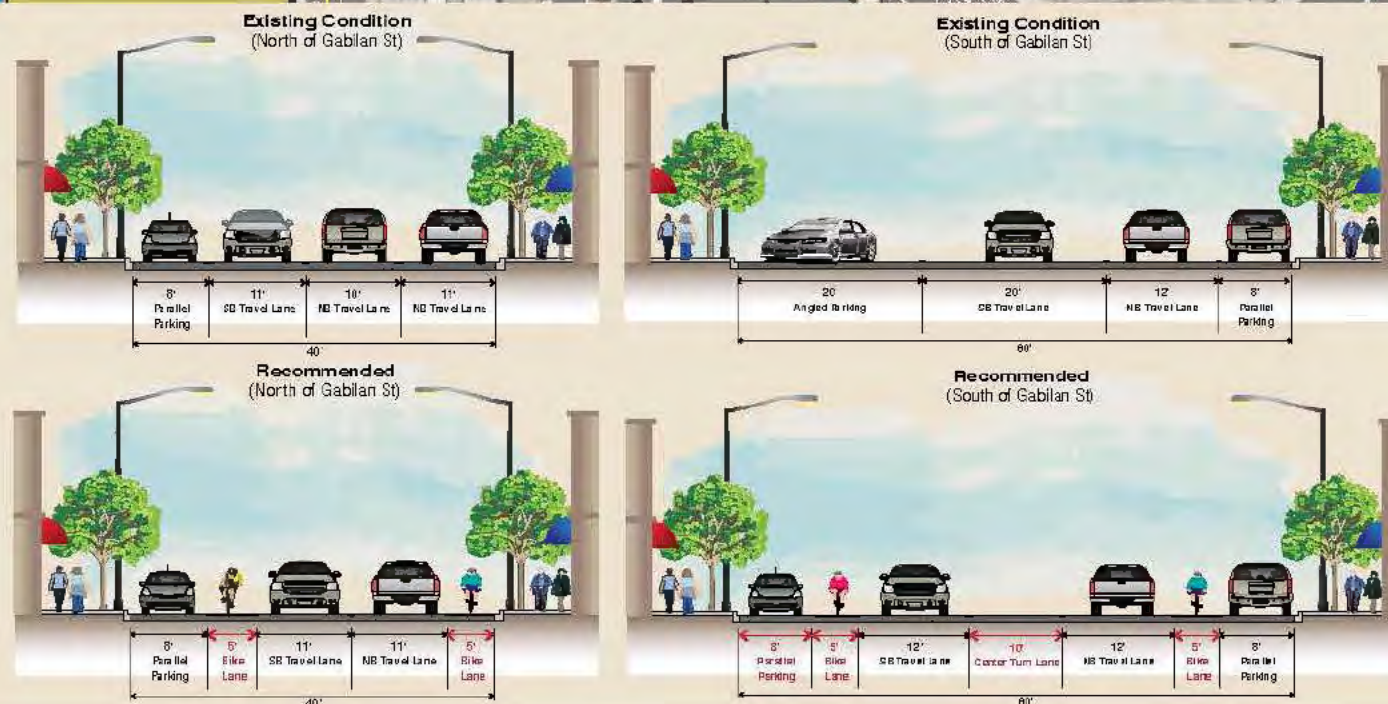 Existing Condition
(North of Gabilan St)
8'
Parallel
Parking
11'
SB Travel Lane
10'
NB Travel Lane
11'
NB Travel Lane
40'
Existing Condition
(South of Gabilan St)
20'
Angled Parking
20'
SB Travel Lane
12'
NB Travel Lane
8'
Parallel
Parking
60'
Recommended
(North of Gabilan St)
8'
Parallel
Parking
5'
Bike
Lane
11'
SB Travel Lane
11'
NB Travel Lane
5'
Bike
Lane
40'
Recommended
(South of Gabilan St)
8'
Parallel
Parking
5'
Bike
Lane
12'
SB Travel Lane
10'
Center Turn Lane
12'
NB Travel Lane
5'
Bike
Lane
8'
Parallel
Parking
60'